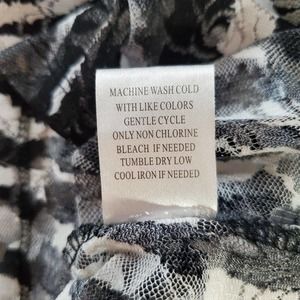 MACHINE WASH COLD
WITH LIKE COLORS
GENTLE CYCLE
ONLY NON CHLORINE
BLEACH IF NEEDED
TUMBLE DRY LOW
COOL IRON IF NEEDED